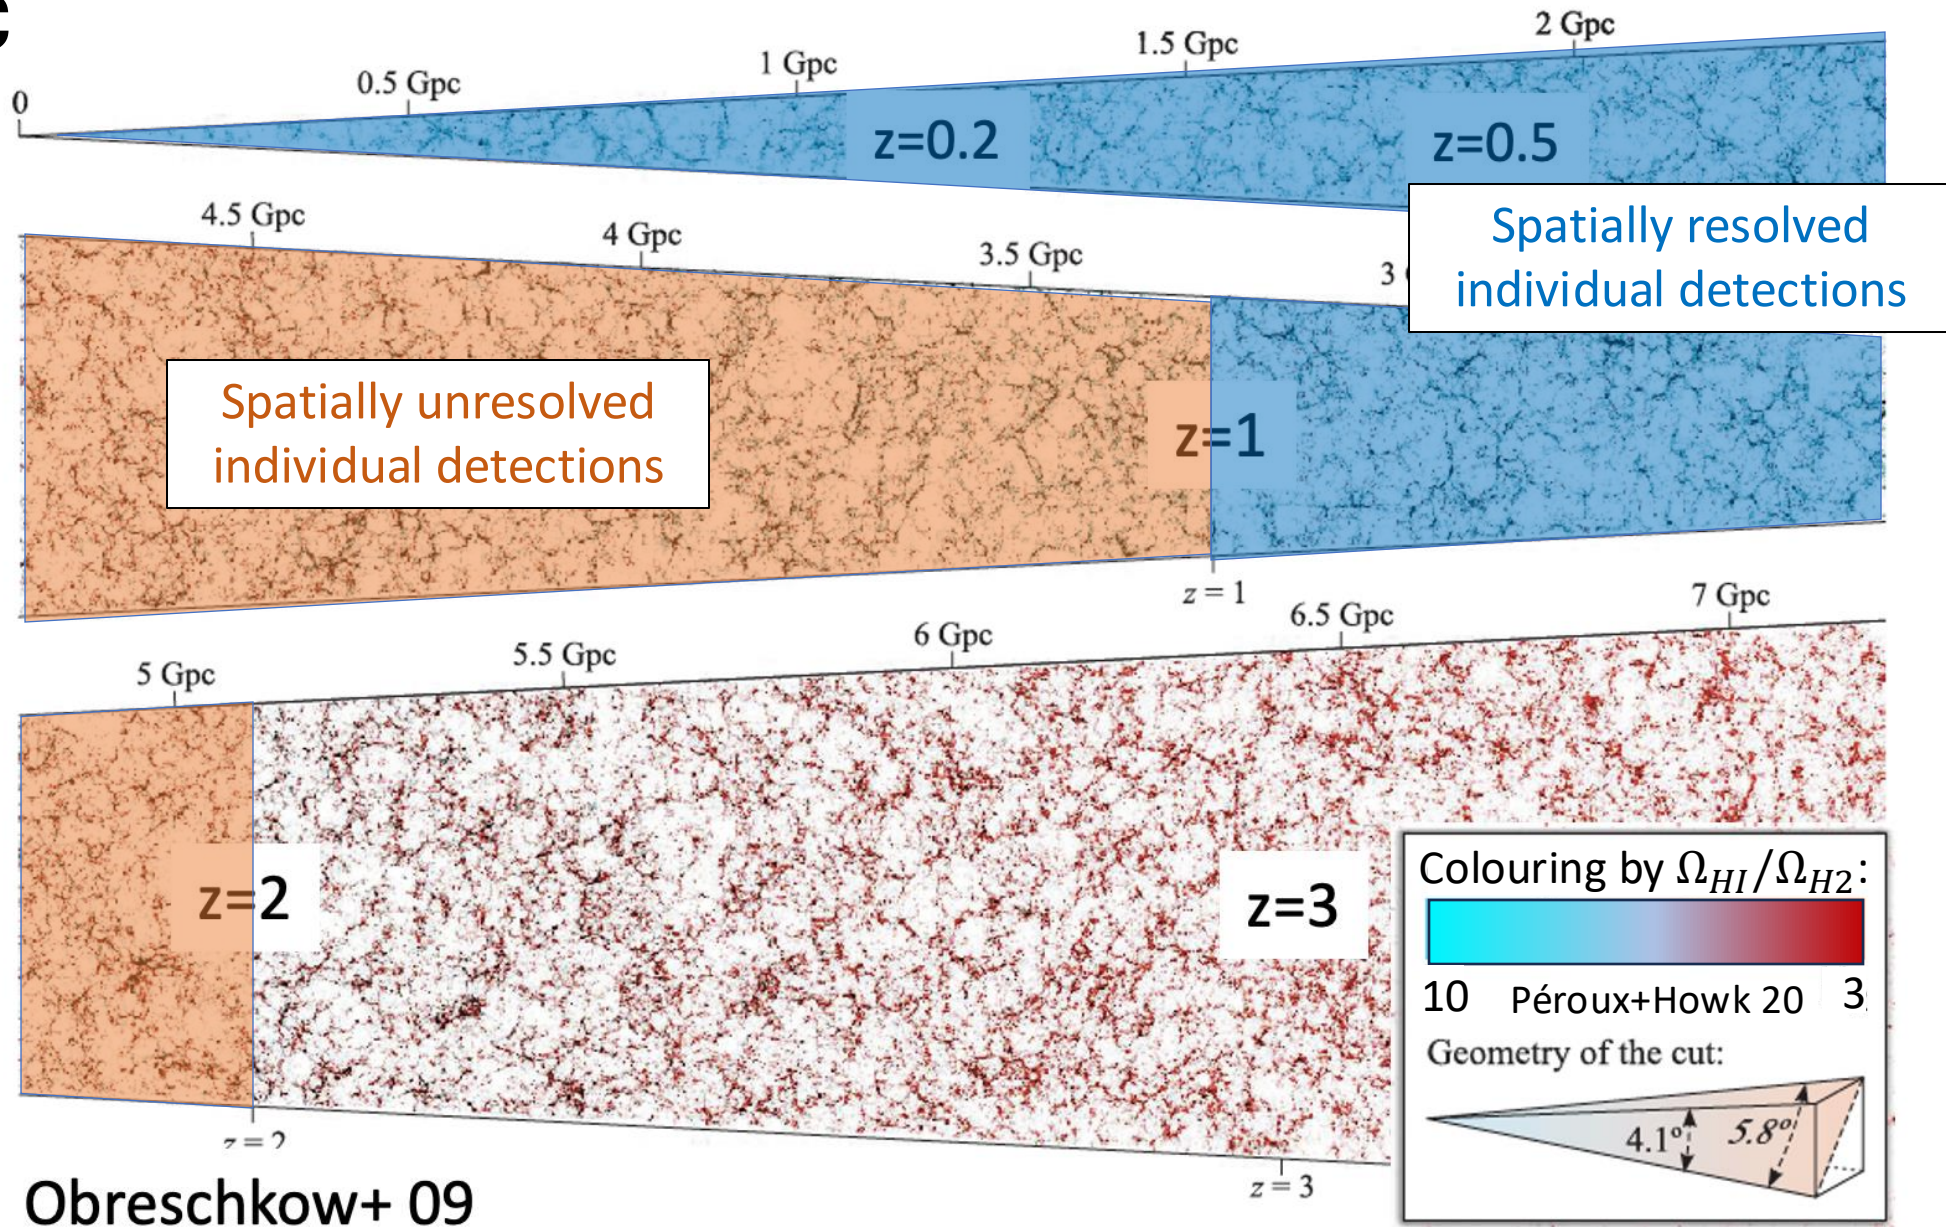 0
0.5 Gpc
1 Gpc
1.5 Gpc
2 Gpc
z=0.2
z=0.5
Spatially resolved
individual detections
4.5 Gpc
4 Gpc
3.5 Gpc
3
Spatially unresolved
individual detections
z=1
z = 1
5 Gpc
5.5 Gpc
6 Gpc
6.5 Gpc
7 Gpc
z=2
z=3
z = 2
z = 3
Colouring by Ω_HI/Ω_H2:
10 Péroux+Howk 20 3
Geometry of the cut:
4.1° 5.8°
Obreschkow+ 09